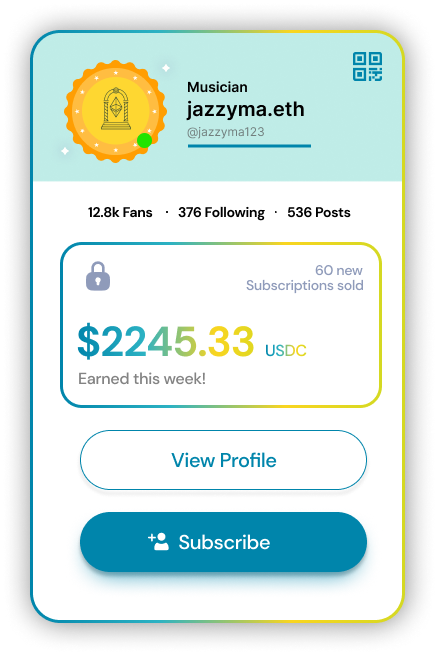 Musician
jazzyma.eth
@jazzyma123
12.8k Fans · 376 Following · 536 Posts
60 new
Subscriptions sold
$2245.33 USDC
Earned this week!
View Profile
Subscribe